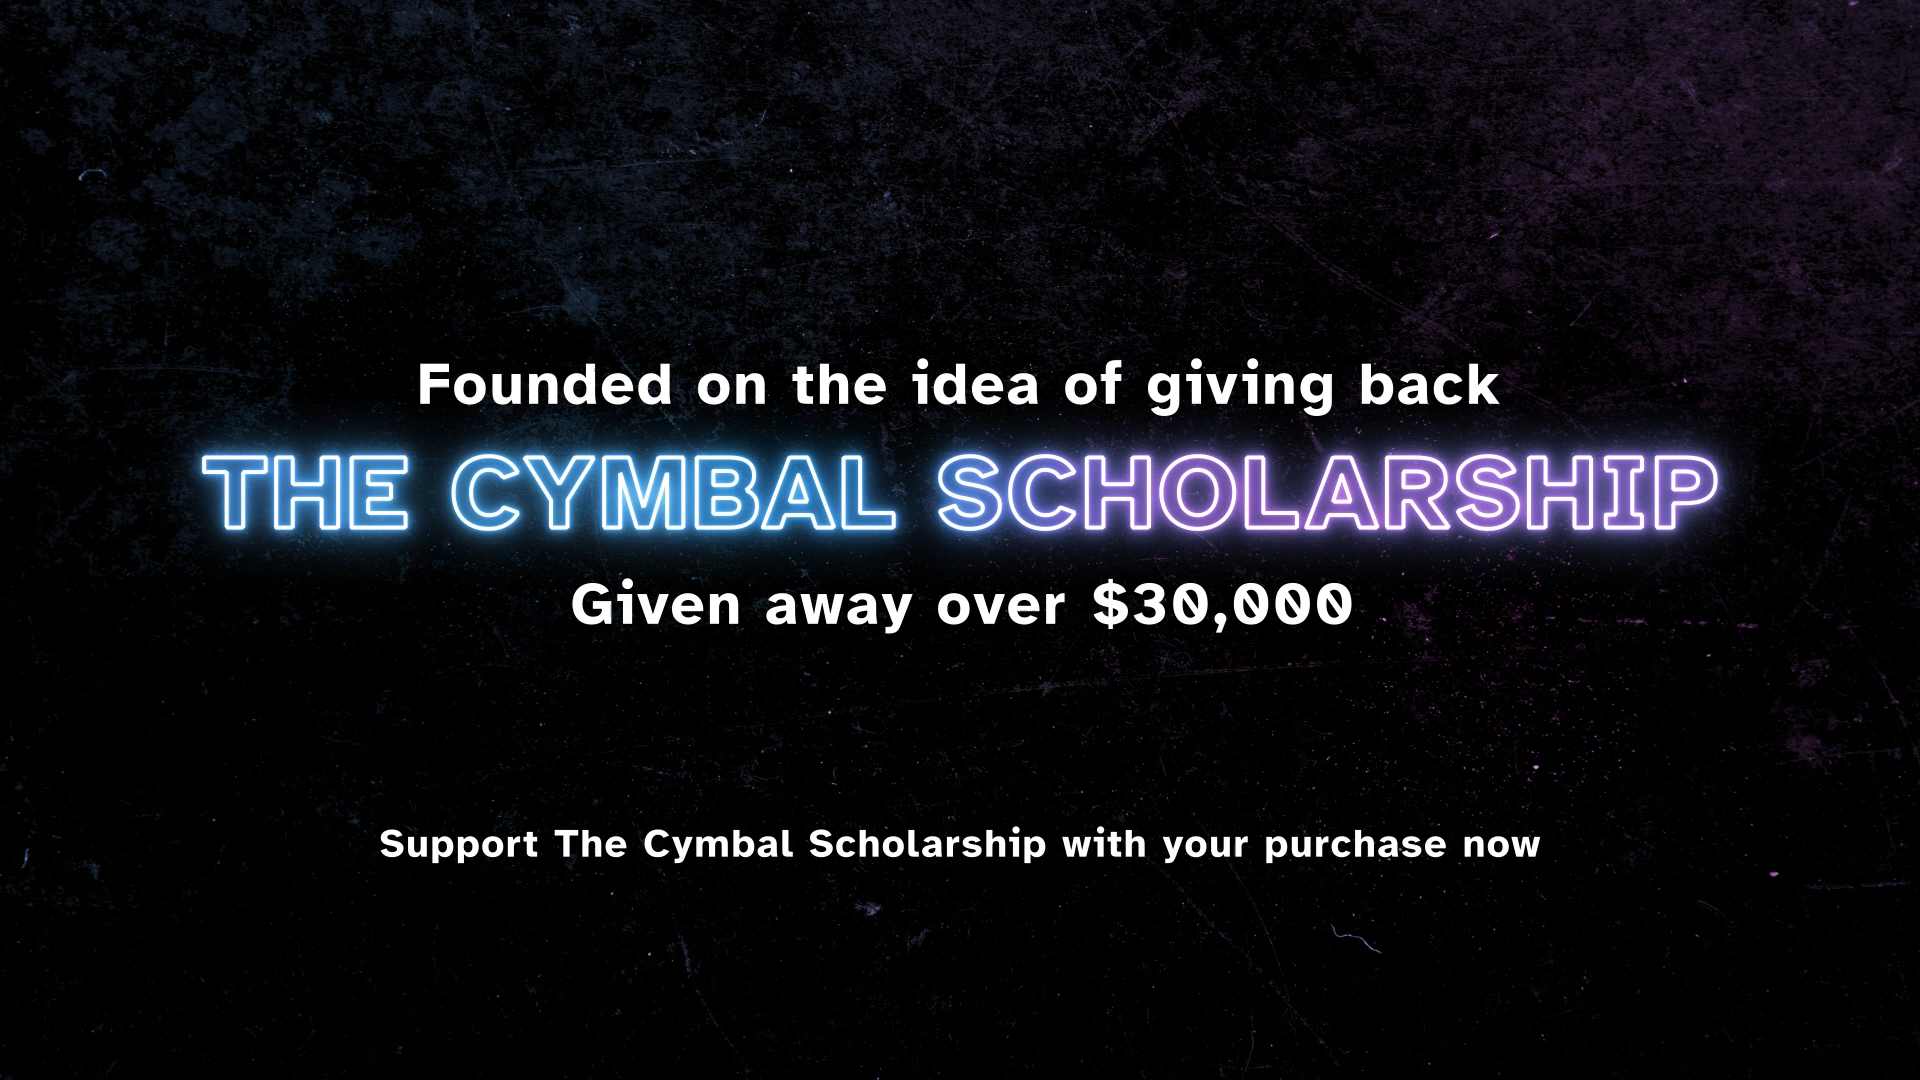 Founded on the idea of giving back
THE CYMBAL SCHOLARSHIP
Given away over $30,000
Support The Cymbal Scholarship with your purchase now